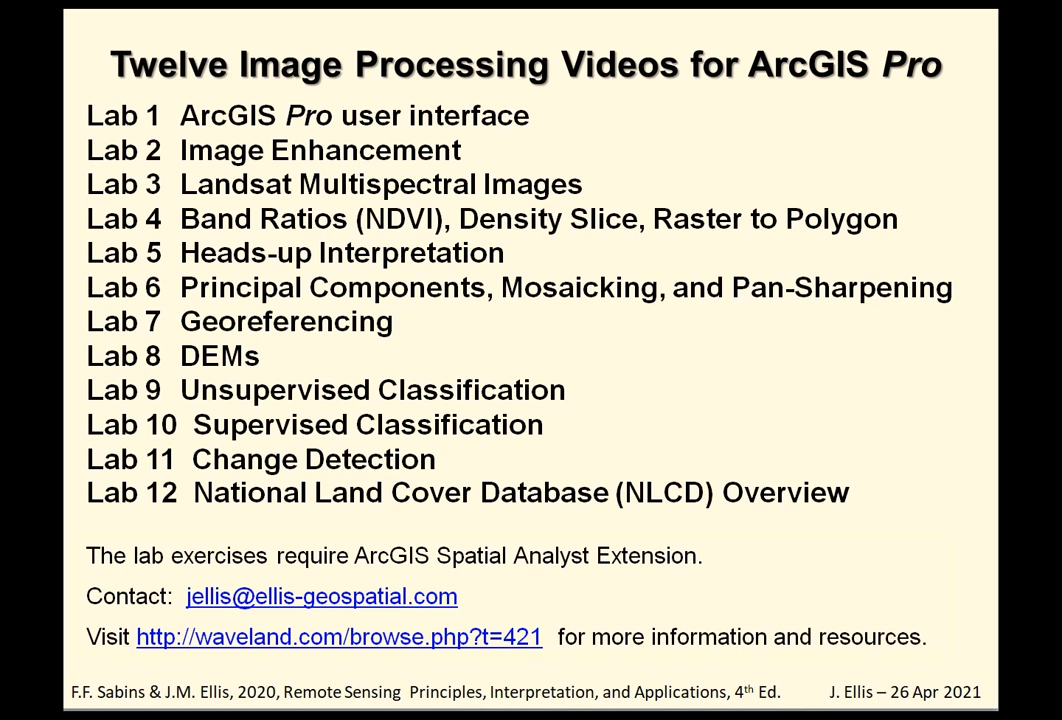 Twelve Image Processing Videos for ArcGIS Pro
Lab 1 ArcGIS Pro user interface
Lab 2 Image Enhancement
Lab 3 Landsat Multispectral Images
Lab 4 Band Ratios (NDVI), Density Slice, Raster to Polygon
Lab 5 Heads-up Interpretation
Lab 6 Principal Components, Mosaicking, and Pan-Sharpening
Lab 7 Georeferencing
Lab 8 DEMs
Lab 9 Unsupervised Classification
Lab 10 Supervised Classification
Lab 11 Change Detection
Lab 12 National Land Cover Database (NLCD) Overview
The lab exercises require ArcGIS Spatial Analyst Extension.
Contact: jellis@ellis-geospatial.com
Visit http://waveland.com/browse.php?t=421 for more information and resources.
F.F. Sabins & J.M. Ellis, 2020, Remote Sensing Principles, Interpretation, and Applications, 4th Ed. J. Ellis – 26 Apr 2021